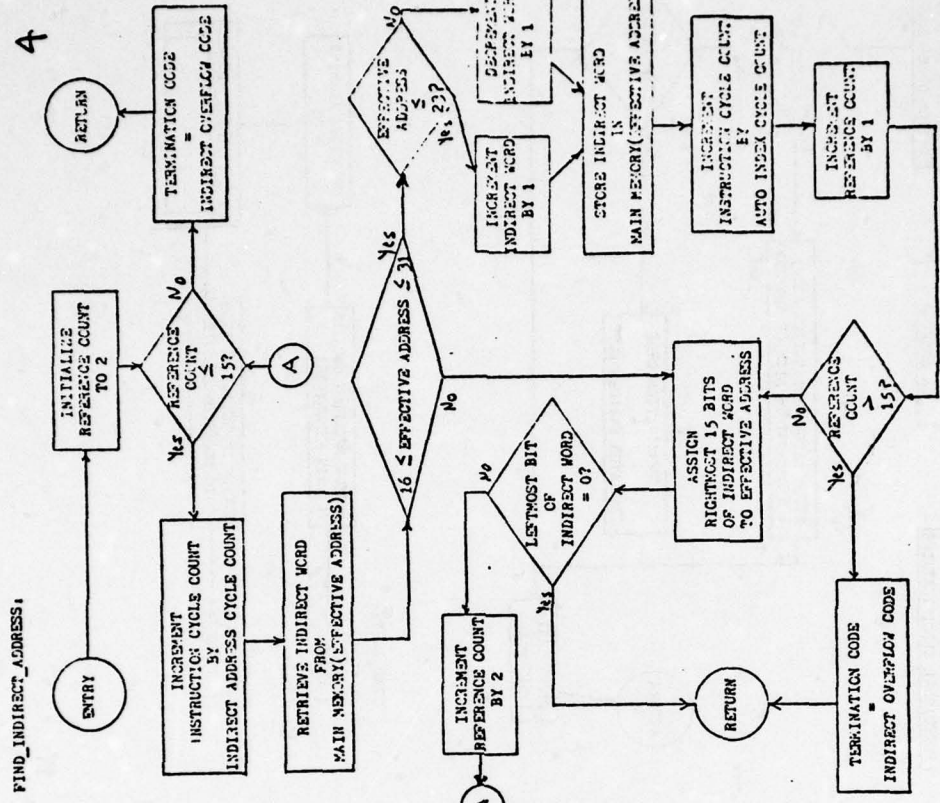 FIND_INDIRECT_ADDRESS:
4
ENTRY
INITIALIZE
REFERENCE COUNT
TO 2
REFERENCE
COUNT
≤
15?
Yes
No
A
TERMINATION CODE
=
INDIRECT OVERFLOW CODE
RETURN
INCREMENT
INSTRUCTION CYCLE COUNT
BY
INDIRECT ADDRESS CYCLE COUNT
RETRIEVE INDIRECT WORD
FROM
MAIN MEMORY(EFFECTIVE ADDRESS)
16 ≤ EFFECTIVE ADDRESS ≤ 31
Yes
No
EFFECTIVE
ADDRESS
≤
23?
Yes
No
INCREMENT
INDIRECT WORD
BY 1
INDIRECT
BY 1
STORE INDIRECT WORD
IN
MAIN MEMORY(EFFECTIVE
INCREMENT
INSTRUCTION CYCLE COUNT
BY
AUTO INDEX CYCLE COUNT
INCREMENT
REFERENCE COUNT
BY 1
REFERENCE
COUNT
>
15?
Yes
No
ASSIGN
RIGHTMOST 15 BITS
OF INDIRECT WORD
TO EFFECTIVE ADDRESS
LEFTMOST BIT
OF
INDIRECT WORD
= 0?
Yes
No
INCREMENT
REFERENCE COUNT
BY 2
A
RETURN
TERMINATION CODE
=
INDIRECT OVERFLOW CODE